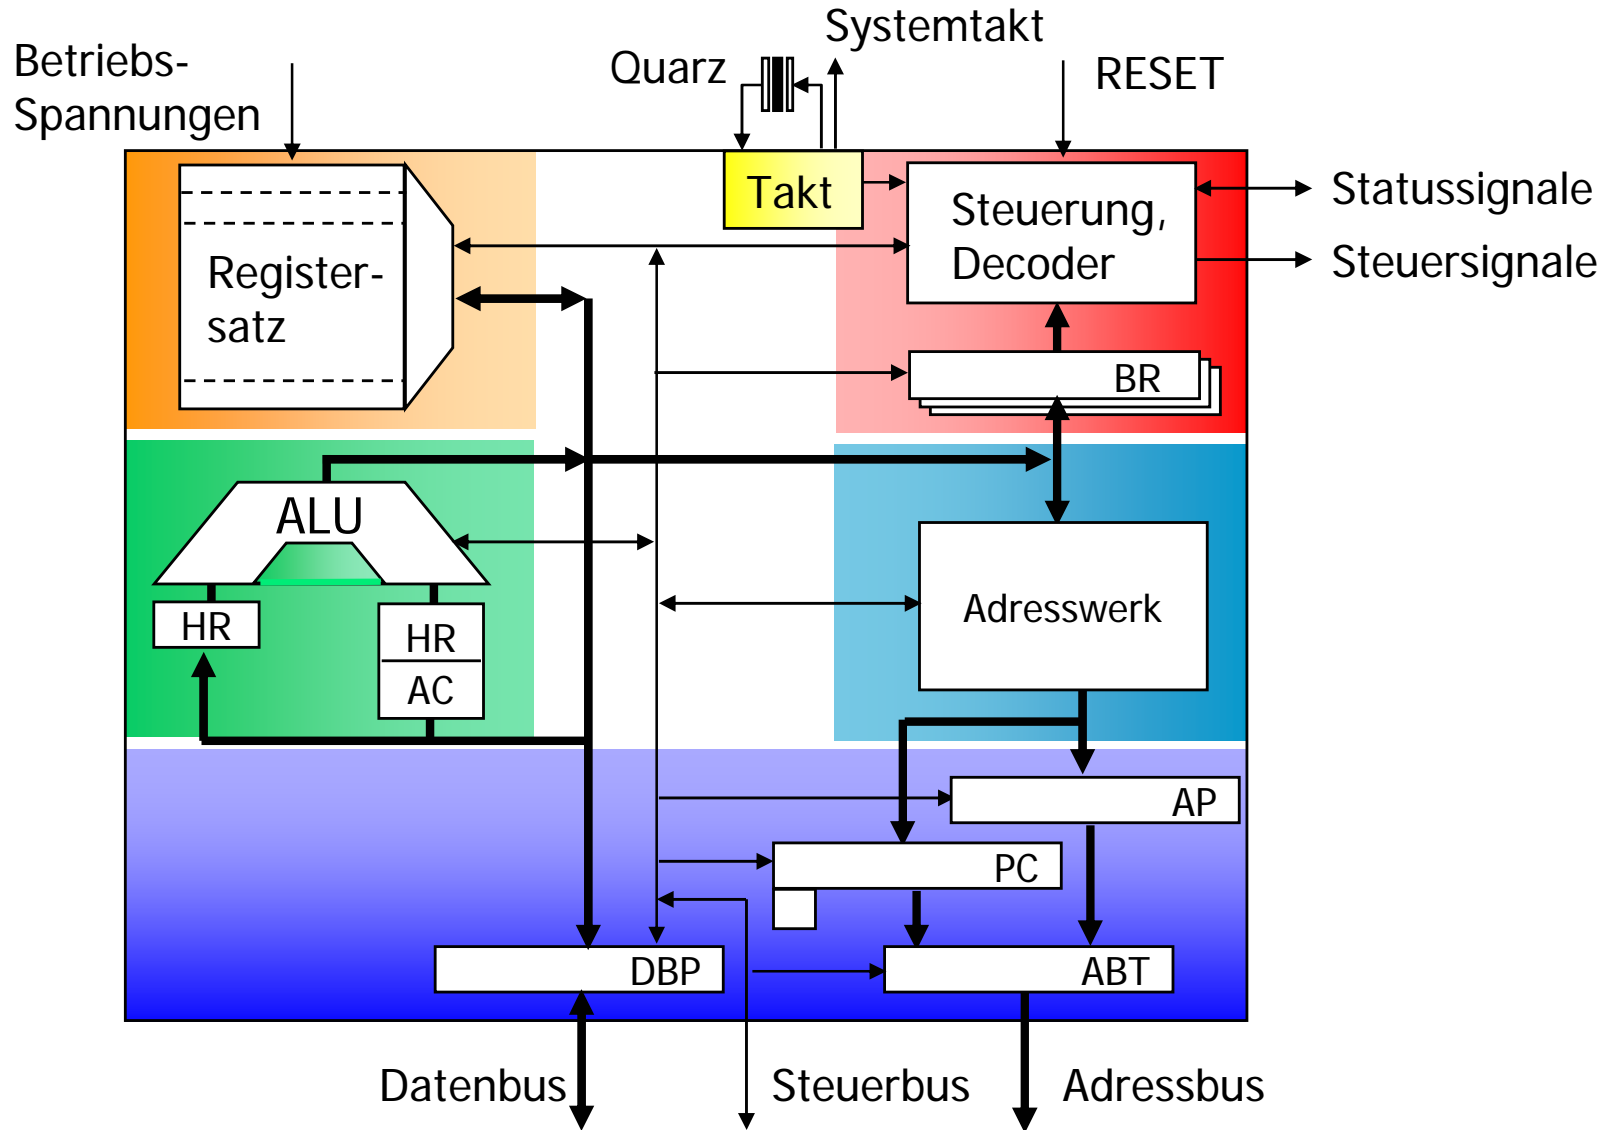 Systemtakt
Betriebs-
Spannungen
Quarz
RESET
Takt
Steuerung,
Decoder
Statussignale
Steuersignale
Register-
satz
BR
ALU
HR
HR
AC
Adresswerk
AP
PC
DBP
ABT
Datenbus
Steuerbus
Adressbus